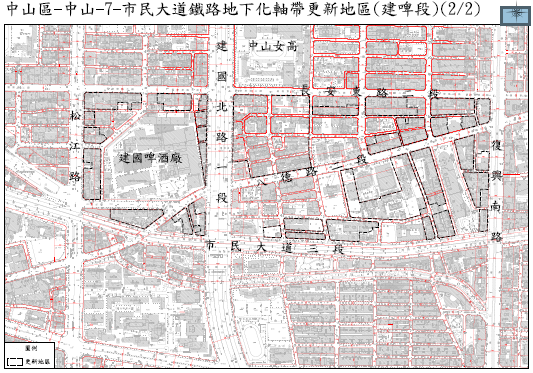 中山區-中山-7-市民大道鐵路地下化軸帶更新地區(建啤段)(2/2)
建國北路一段
中山女高
長安東路二段
松江路
建國啤酒廠
八德路二段
復興南路
市民大道三段
圖例
更新地區